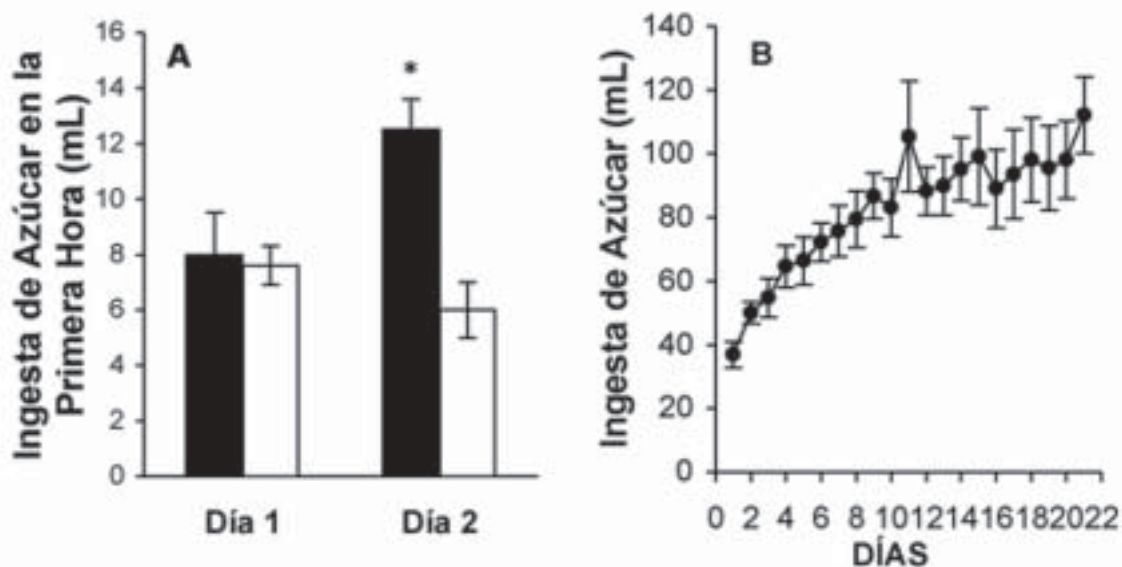 A
Ingesta de Azúcar en la
Primera Hora (mL)
16
14
12
10
8
6
4
2
0
*
Día 1 Día 2
B
Ingesta de Azúcar (mL)
140
120
100
80
60
40
20
0
0 2 4 6 8 10 12 14 16 18 20 22
DÍAS